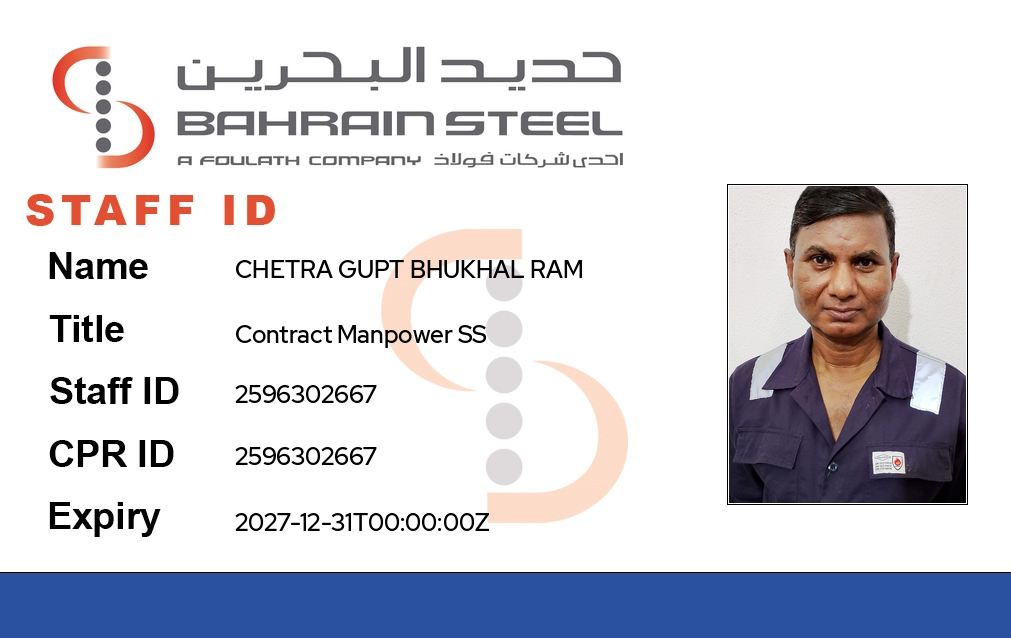 حديد البحرين
BAHRAIN STEEL
A FOULATH COMPANY احدى شركات فولاذ
STAFF ID
Name CHETRA GUPT BHUKHAL RAM
Title Contract Manpower SS
Staff ID 2596302667
CPR ID 2596302667
Expiry 2027-12-31T00:00:00Z